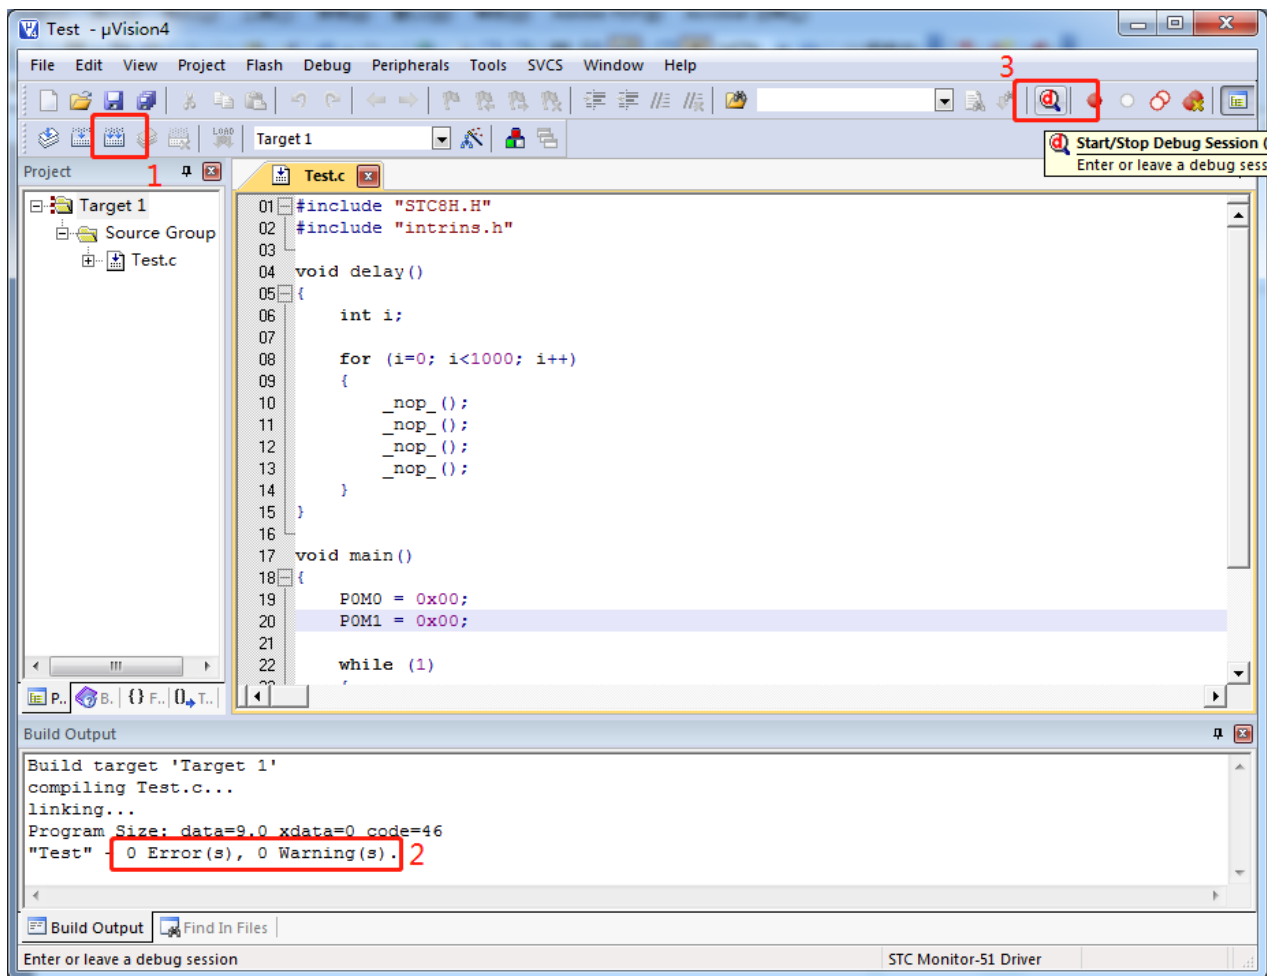 Test - µVision4
File Edit View Project Flash Debug Peripherals Tools SVCS Window Help
3
LOAD
Target 1
Start/Stop Debug Session (
Enter or leave a debug sess
1
Project
Test.c
Target 1
Source Group
Test.c
01 #include "STC8H.H"
02 #include "intrins.h"
03
04 void delay()
05 {
06 int i;
07
08 for (i=0; i<1000; i++)
09 {
10 _nop_();
11 _nop_();
12 _nop_();
13 _nop_();
14 }
15 }
16
17 void main()
18 {
19 P0M0 = 0x00;
20 P0M1 = 0x00;
21
22 while (1)
P.. B. {} F.. 0 T..
Build Output
Build target 'Target 1'
compiling Test.c...
linking...
Program Size: data=9.0 xdata=0 code=46
"Test" - 0 Error(s), 0 Warning(s).
2
Build Output Find In Files
Enter or leave a debug session STC Monitor-51 Driver